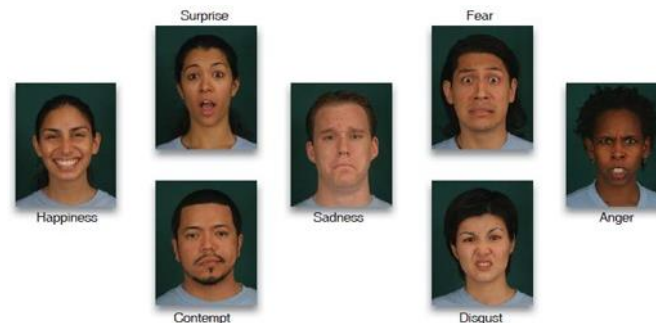 Surprise
Fear
Happiness
Sadness
Anger
Contempt
Disgust